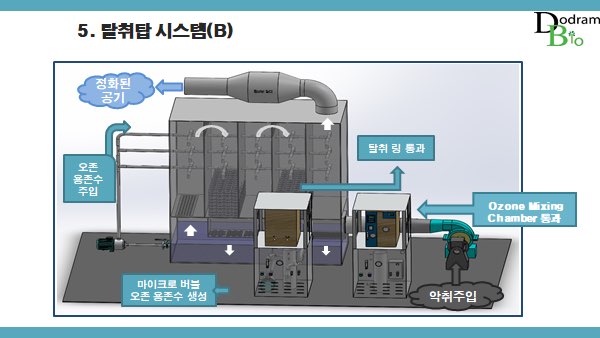 5. 탈취탑 시스템(B)
Dodram
Bio
정화된
공기
탈취 링 통과
오존
용존수
주입
Ozone Mixing
Chamber 통과
마이크로 버블
오존 용존수 생성
악취주입